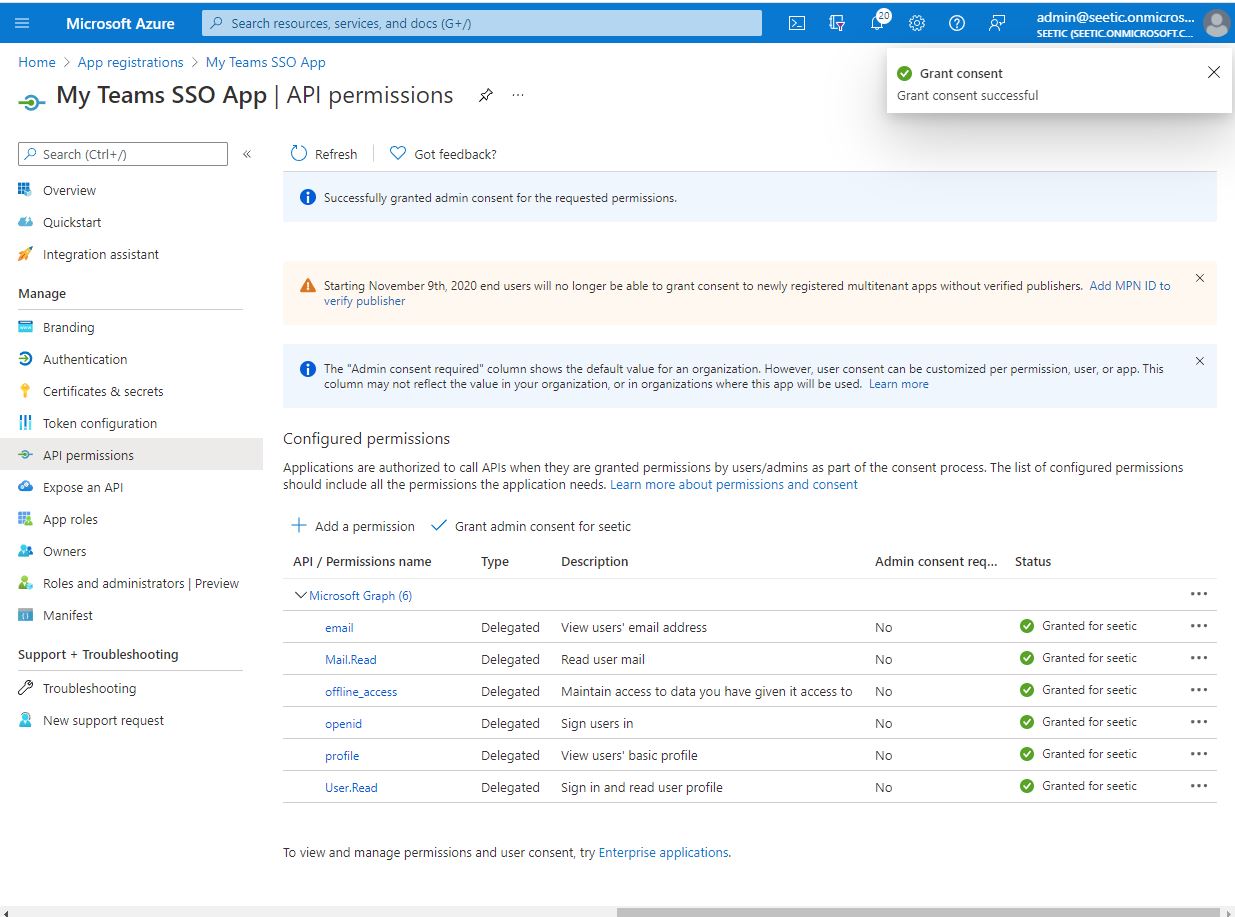 Microsoft Azure
Search resources, services, and docs (G+/)
20
admin@seetic.onmicros...
SEETIC (SEETIC.ONMICROSOFT.C...
Home > App registrations > My Teams SSO App
My Teams SSO App | API permissions
...
Grant consent
Grant consent successful
Search (Ctrl+/)
«
Overview
Quickstart
Integration assistant
Manage
Branding
Authentication
Certificates & secrets
Token configuration
API permissions
Expose an API
App roles
Owners
Roles and administrators | Preview
Manifest
Support + Troubleshooting
Troubleshooting
New support request
Refresh
Got feedback?
Successfully granted admin consent for the requested permissions.
Starting November 9th, 2020 end users will no longer be able to grant consent to newly registered multitenant apps without verified publishers. Add MPN ID to
verify publisher
The "Admin consent required" column shows the default value for an organization. However, user consent can be customized per permission, user, or app. This
column may not reflect the value in your organization, or in organizations where this app will be used. Learn more
Configured permissions
Applications are authorized to call APIs when they are granted permissions by users/admins as part of the consent process. The list of configured permissions
should include all the permissions the application needs. Learn more about permissions and consent
Add a permission
Grant admin consent for seetic
API / Permissions name Type Description Admin consent req... Status
Microsoft Graph (6) ...
email Delegated View users' email address No Granted for seetic ...
Mail.Read Delegated Read user mail No Granted for seetic ...
offline_access Delegated Maintain access to data you have given it access to No Granted for seetic ...
openid Delegated Sign users in No Granted for seetic ...
profile Delegated View users' basic profile No Granted for seetic ...
User.Read Delegated Sign in and read user profile No Granted for seetic ...
To view and manage permissions and user consent, try Enterprise applications.